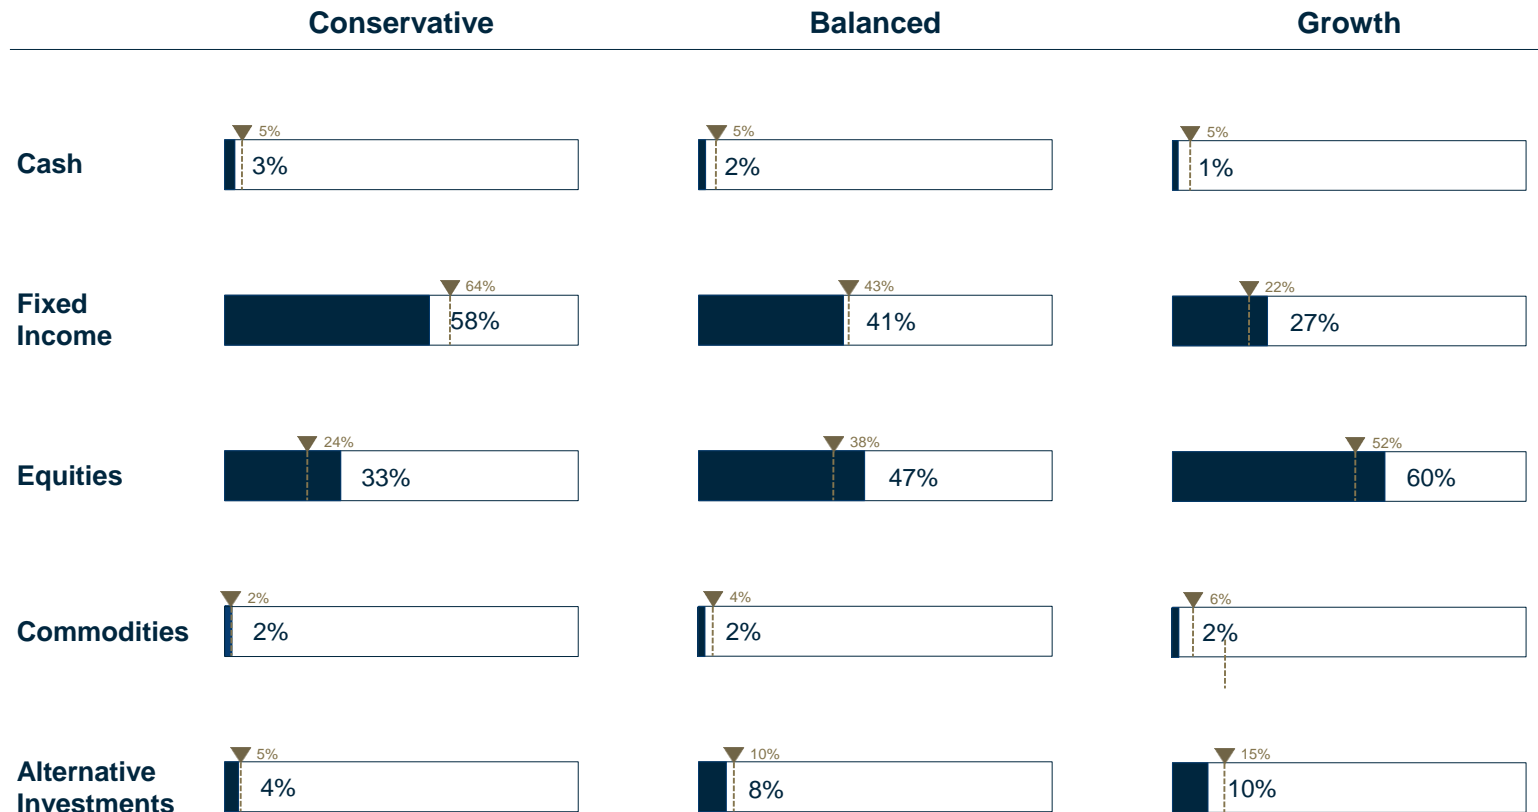 Conservative Balanced Growth
5% 5% 5%
Cash 3% 2% 1%
64% 43% 22%
Fixed
Income 58% 41% 27%
24% 38% 52%
Equities 33% 47% 60%
2% 4% 6%
Commodities 2% 2% 2%
5% 10% 15%
Alternative
Investments 4% 8% 10%